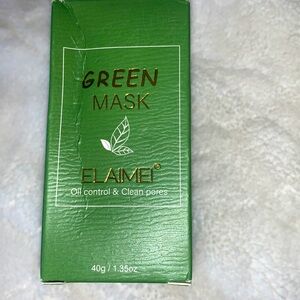 GREEN
MASK
ELAIMEI®
Oil control & Clean pores
40g / 1.35oz